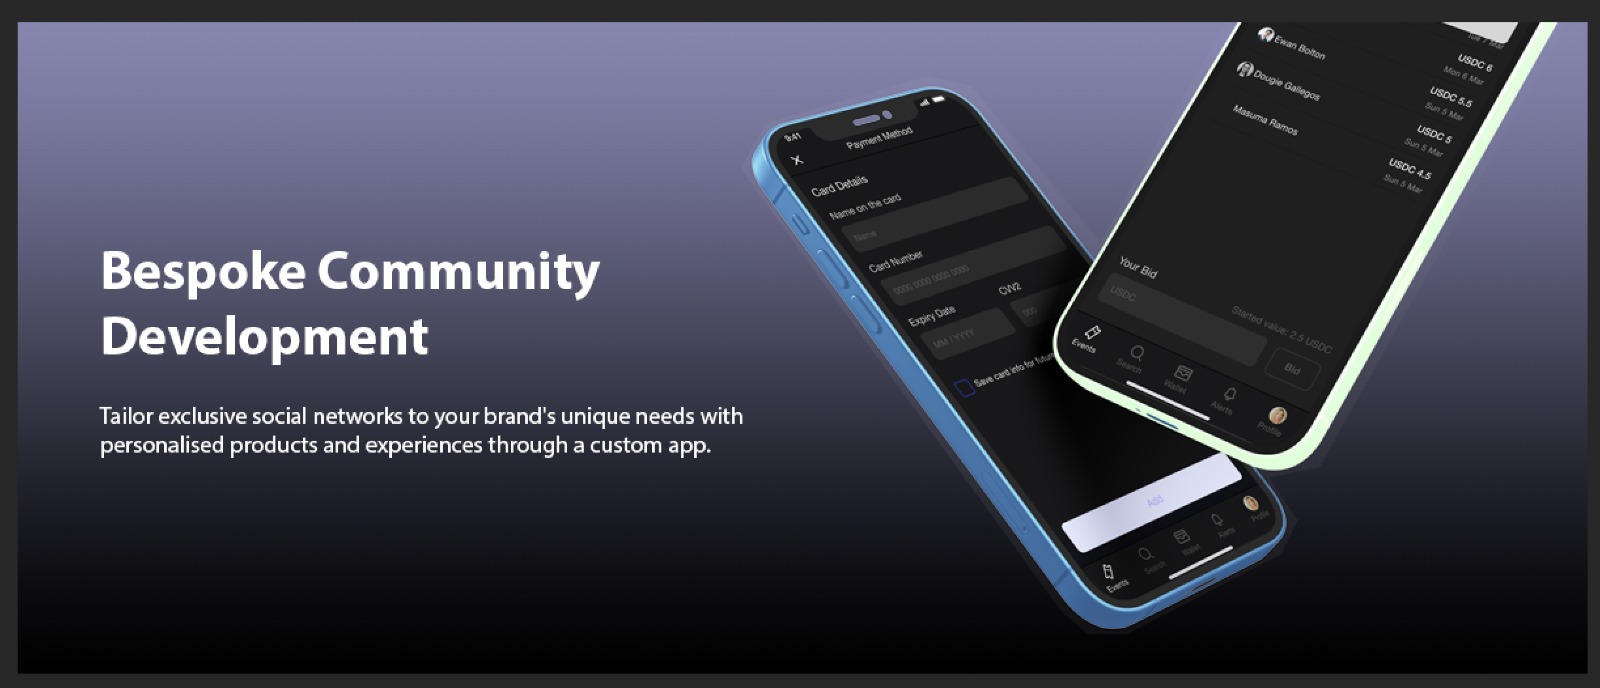 Bespoke Community
Development
Tailor exclusive social networks to your brand's unique needs with
personalised products and experiences through a custom app.
9:41
Payment Method
Card Details
Name on the card
Name
Card Number
0000 0000 0000 0000
Expiry Date
CVV2
MM / YYYY
000
Save card info for future
Add
Events
Search
Wallet
Alerts
Profile
Tue 7 Mar
Ewan Bolton
USDC 6
Mon 6 Mar
Dougie Gallegos
USDC 5.5
Sun 5 Mar
Masuma Ramos
USDC 5
Sun 5 Mar
USDC 4.5
Sun 5 Mar
Your Bid
USDC
Started value: 2.5 USDC
Bid
Events
Search
Wallet
Alerts
Profile